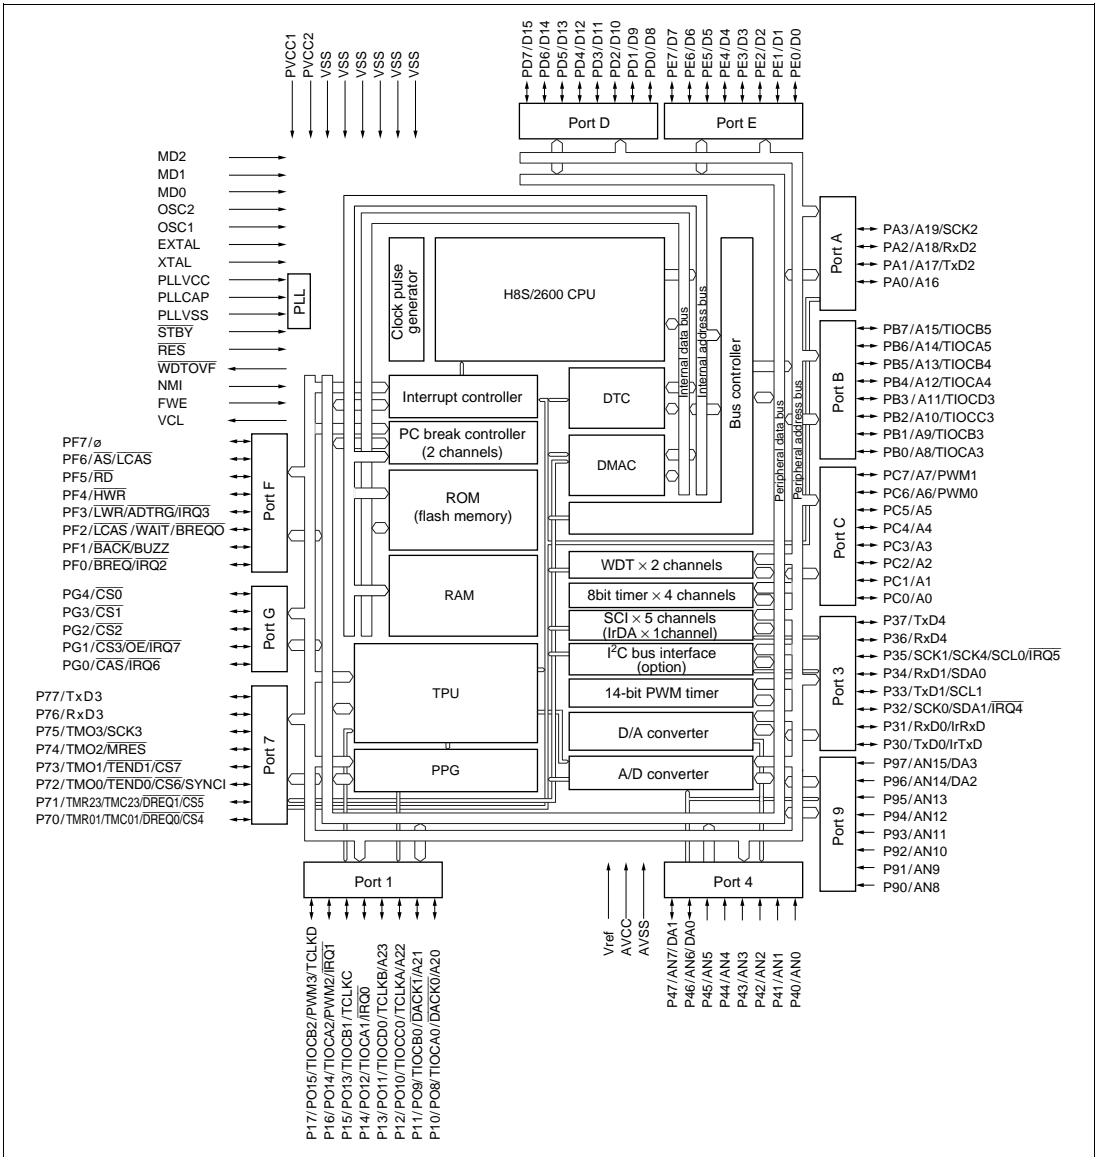 PVCC1
PVCC2
VSS
VSS
VSS
VSS
VSS
VSS
PD7/D15
PD6/D14
PD5/D13
PD4/D12
PD3/D11
PD2/D10
PD1/D9
PD0/D8
PE7/D7
PE6/D6
PE5/D5
PE4/D4
PE3/D3
PE2/D2
PE1/D1
PE0/D0
Port D
Port E
MD2
MD1
MD0
OSC2
OSC1
EXTAL
XTAL
PLLVCC
PLLCAP
PLLVSS
STBY
RES
WDTOVF
NMI
FWE
VCL
PLL
Clock pulse
generator
H8S/2600 CPU
Internal data bus
Internal address bus
Bus controller
Peripheral data bus
Peripheral address bus
Interrupt controller
PC break controller
(2 channels)
ROM
(flash memory)
RAM
TPU
PPG
DTC
DMAC
WDT × 2 channels
8bit timer × 4 channels
SCI × 5 channels
(IrDA × 1channel)
I2C bus interface
(option)
14-bit PWM timer
D/A converter
A/D converter
Port A
PA3/A19/SCK2
PA2/A18/RxD2
PA1/A17/TxD2
PA0/A16
Port B
PB7/A15/TIOCB5
PB6/A14/TIOCA5
PB5/A13/TIOCB4
PB4/A12/TIOCA4
PB3/A11/TIOCD3
PB2/A10/TIOCC3
PB1/A9/TIOCB3
PB0/A8/TIOCA3
Port C
PC7/A7/PWM1
PC6/A6/PWM0
PC5/A5
PC4/A4
PC3/A3
PC2/A2
PC1/A1
PC0/A0
Port 3
P37/TxD4
P36/RxD4
P35/SCK1/SCK4/SCL0/IRQ5
P34/RxD1/SDA0
P33/TxD1/SCL1
P32/SCK0/SDA1/IRQ4
P31/RxD0/IrRxD
P30/TxD0/IrTxD
Port 9
P97/AN15/DA3
P96/AN14/DA2
P95/AN13
P94/AN12
P93/AN11
P92/AN10
P91/AN9
P90/AN8
PF7/ø
PF6/AS/LCAS
PF5/RD
PF4/HWR
PF3/LWR/ADTRG/IRQ3
PF2/LCAS/WAIT/BREQO
PF1/BACK/BUZZ
PF0/BREQ/IRQ2
Port F
PG4/CS0
PG3/CS1
PG2/CS2
PG1/CS3/OE/IRQ7
PG0/CAS/IRQ6
Port G
P77/TxD3
P76/RxD3
P75/TMO3/SCK3
P74/TMO2/MRES
P73/TMO1/TEND1/CS7
P72/TMO0/TEND0/CS6/SYNCI
P71/TMR23/TMC23/DREQ1/CS5
P70/TMR01/TMC01/DREQ0/CS4
Port 7
Port 1
Port 4
P17/PO15/TIOCB2/PWM3/TCLKD
P16/PO14/TIOCA2/PWM2/IRQ1
P15/PO13/TIOCB1/TCLKC
P14/PO12/TIOCA1/IRQ0
P13/PO11/TIOCD0/TCLKB/A23
P12/PO10/TIOCC0/TCLKA/A22
P11/PO9/TIOCB0/DACK1/A21
P10/PO8/TIOCA0/DACK0/A20
Vref
AVCC
AVSS
P47/AN7/DA1
P46/AN6/DA0
P45/AN5
P44/AN4
P43/AN3
P42/AN2
P41/AN1
P40/AN0